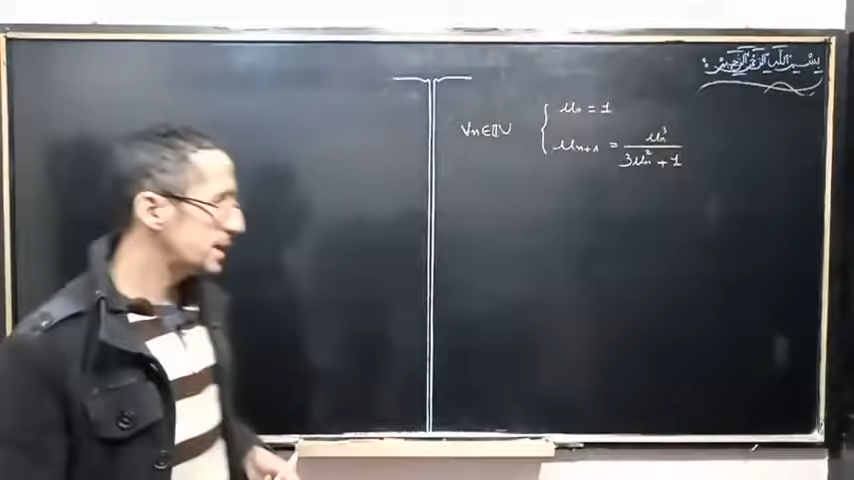 بسم الله الرحمن الرحيم
∀n∈ℕ { u₀ = 1
uₙ₊₁ = uₙ³ / (3uₙ² + 1)